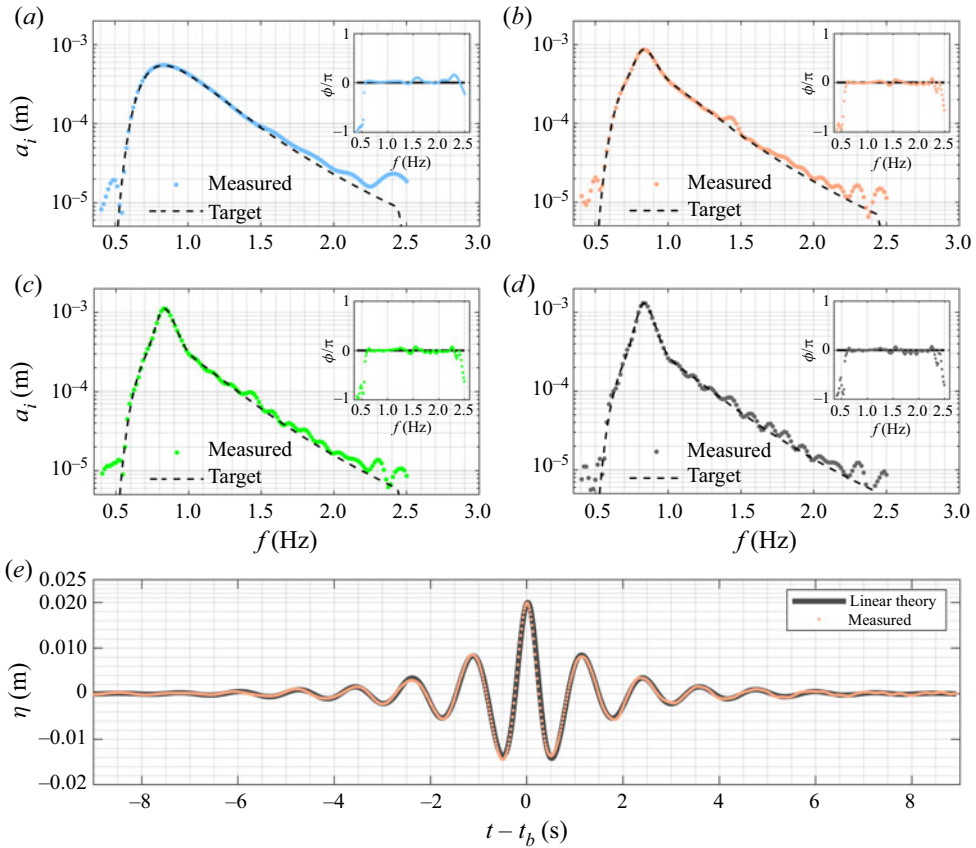 (a)
(b)
10⁻³
10⁻⁴
10⁻⁵
aᵢ (m)
1
0
−1
ϕ/π
0.5 1.0 1.5 2.0 2.5
f (Hz)
Measured
Target
0.5 1.0 1.5 2.0 2.5 3.0
10⁻³
10⁻⁴
10⁻⁵
1
0
−1
ϕ/π
0.5 1.0 1.5 2.0 2.5
f (Hz)
Measured
Target
0.5 1.0 1.5 2.0 2.5 3.0
(c)
(d)
10⁻³
10⁻⁴
10⁻⁵
aᵢ (m)
1
0
−1
ϕ/π
0.5 1.0 1.5 2.0 2.5
f (Hz)
Measured
Target
0.5 1.0 1.5 2.0 2.5 3.0
f (Hz)
10⁻³
10⁻⁴
10⁻⁵
1
0
−1
ϕ/π
0.5 1.0 1.5 2.0 2.5
f (Hz)
Measured
Target
0.5 1.0 1.5 2.0 2.5 3.0
f (Hz)
(e)
0.025
0.020
0.010
0
−0.01
−0.02
η (m)
Linear theory
Measured
−8 −6 −4 −2 0 2 4 6 8
t − t_b (s)